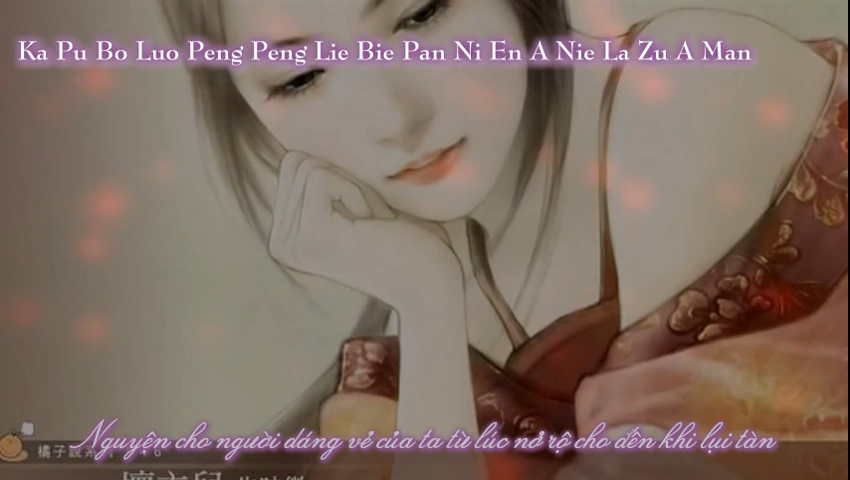 Ka Pu Bo Luo Peng Peng Lie Bie Pan Ni En A Nie La Zu A Man
Nguyện cho người dáng vẻ của ta từ lúc nở rộ cho đến khi lụi tàn
橘子說